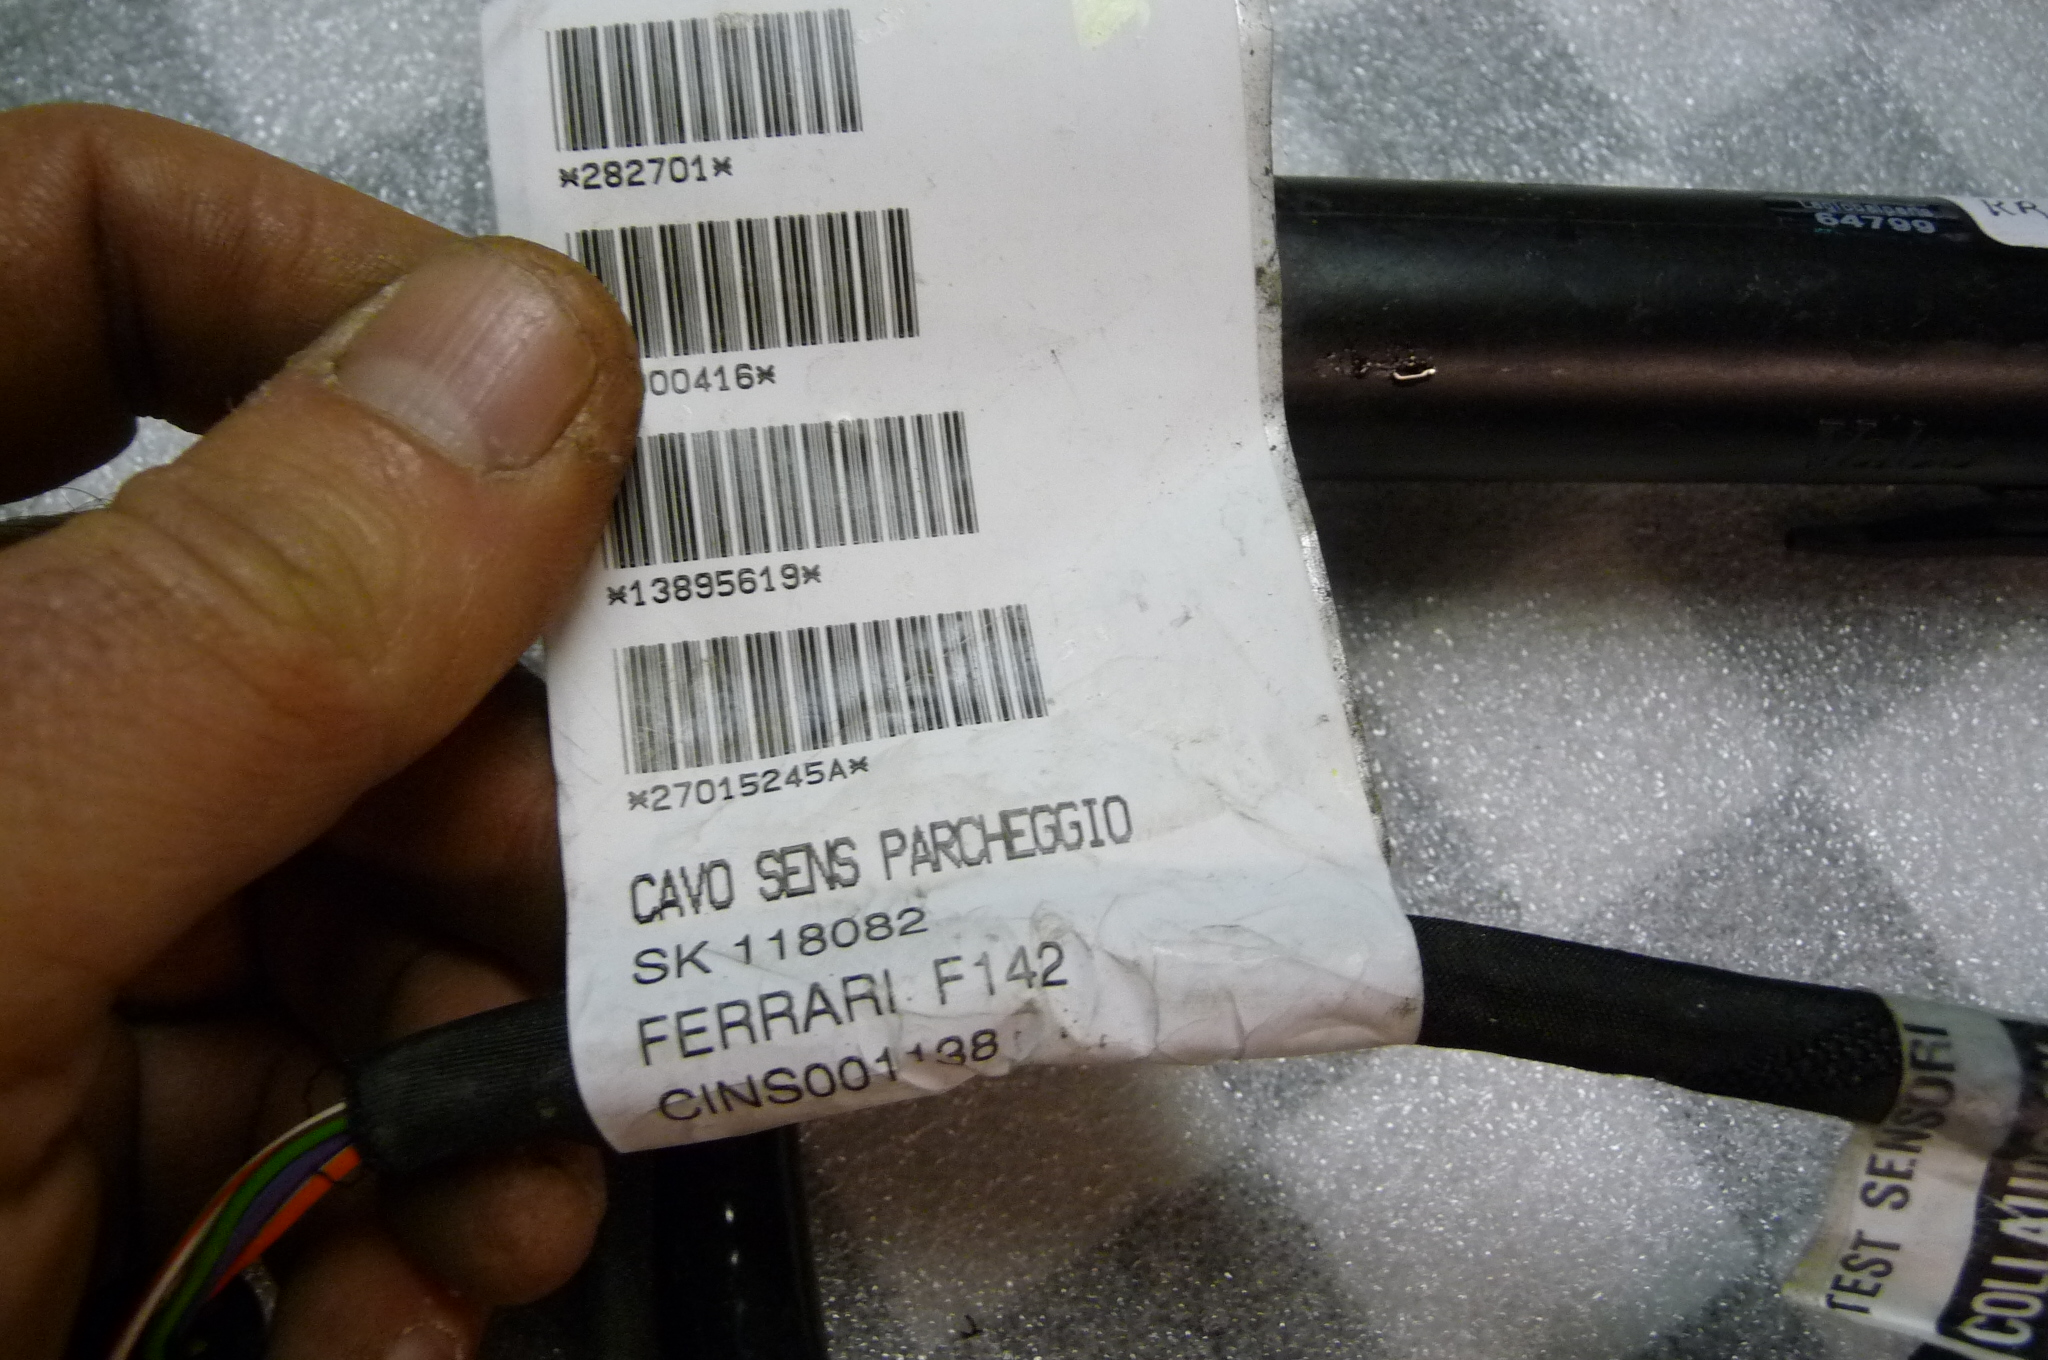 *282701*
00416*
*13895619*
*27015245A*
CAVO SENS PARCHEGGIO
SK 118082
FERRARI F142
64799
TEST SENSORI